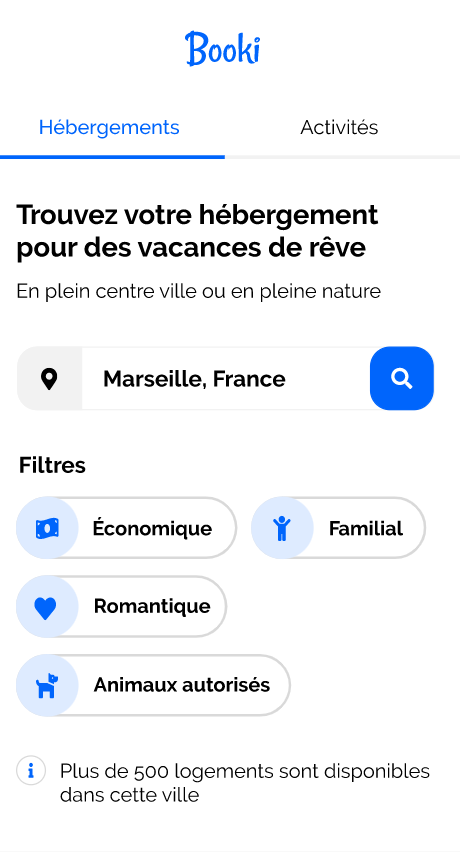 Booki
Hébergements
Activités
Trouvez votre hébergement
pour des vacances de rêve
En plein centre ville ou en pleine nature
Marseille, France
Filtres
Économique
Familial
Romantique
Animaux autorisés
Plus de 500 logements sont disponibles
dans cette ville